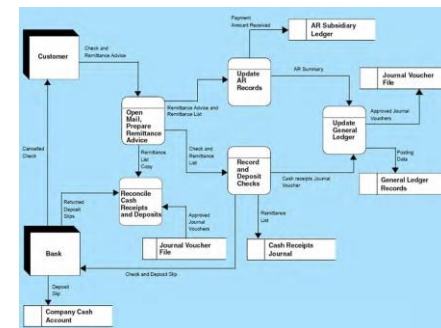 Payment
Amount Received
AR Subsidiary
Ledger
Customer
Check and
Remittance Advice
Update
AR
Records
AR Summary
Journal Voucher
File
Open
Mail,
Prepare
Remittance
Advice
Remittance Advice and
Remittance List
Update
General
Ledger
Approved Journal
Vouchers
Cancelled
Check
Remittance
List
Copy
Check and
Remittance
List
Record
and
Deposit
Checks
Cash receipts Journal
Voucher
Posting
Data
General Ledger
Records
Reconcile
Cash
Receipts
and Deposits
Returned
Deposit
Slips
Approved
Journal
Vouchers
Remittance
List
Bank
Journal Voucher
File
Cash Receipts
Journal
Check and Deposit Slip
Deposit
Slip
Company Cash
Account